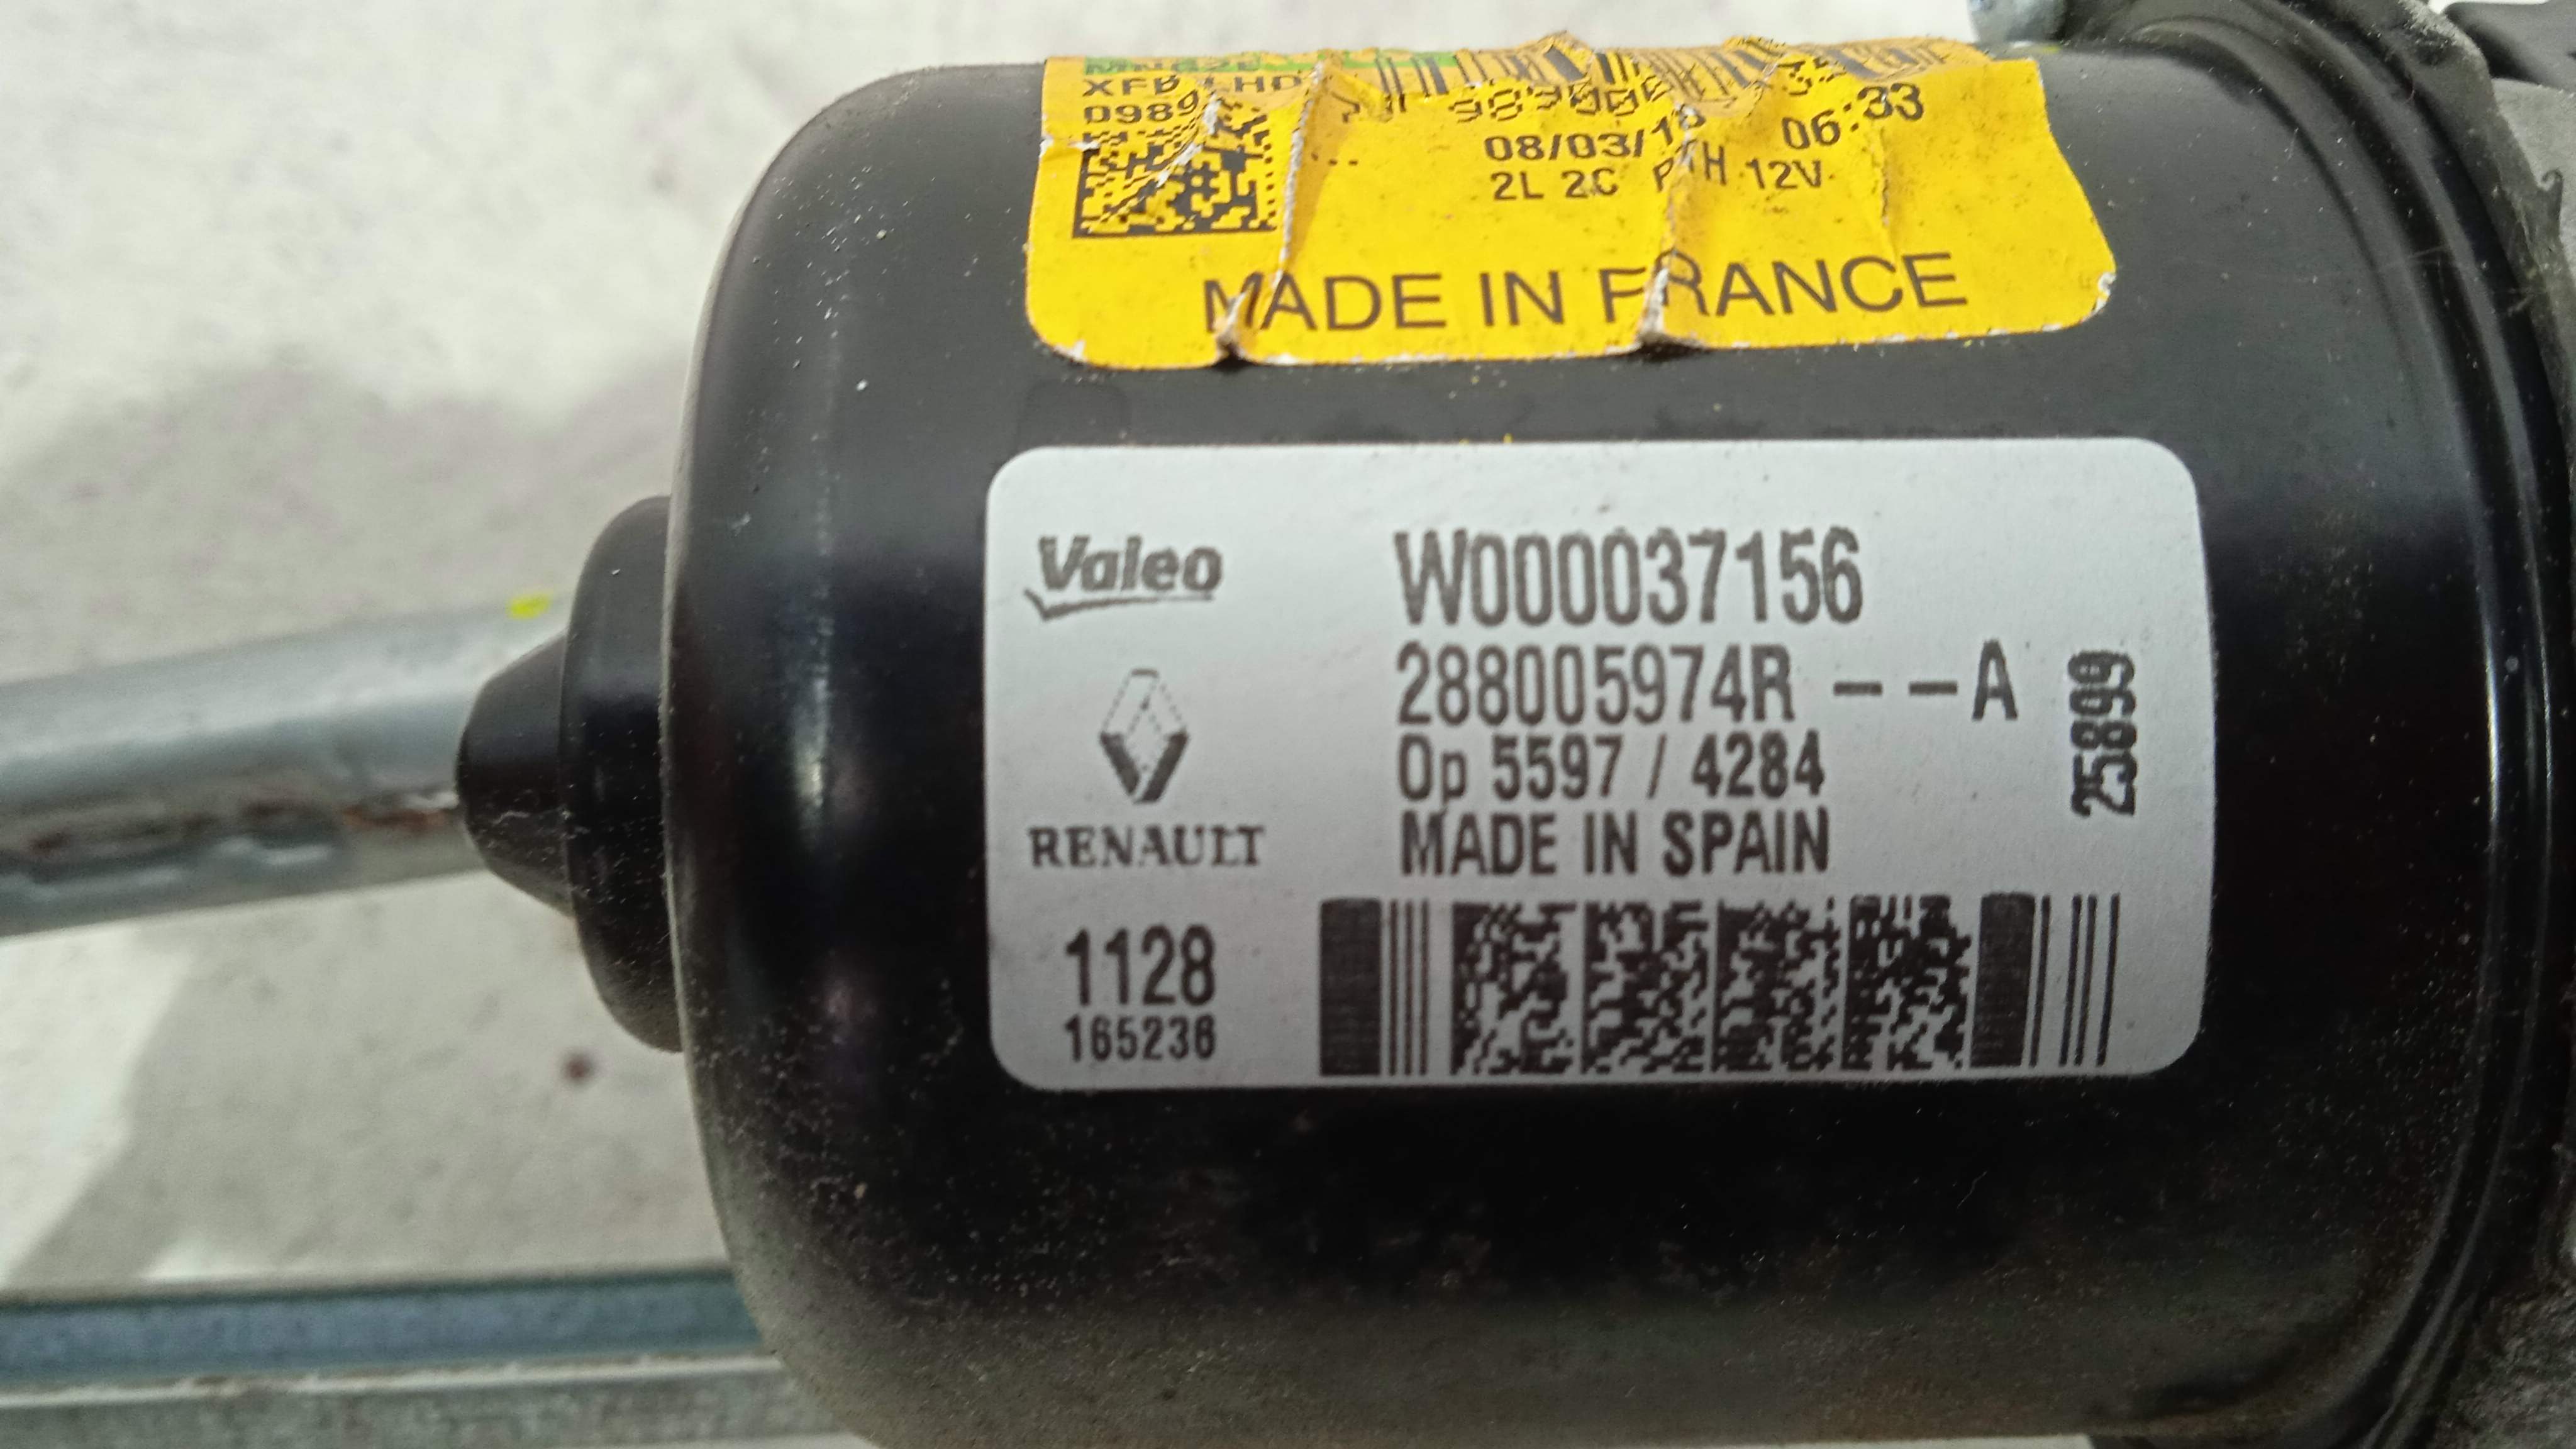 08/03/18 06:33
2L 2C 12V
MADE IN FRANCE
Valeo
W000037156
288005974R - - A
Op 5597 / 4284
MADE IN SPAIN
25899
RENAULT
1128
165236